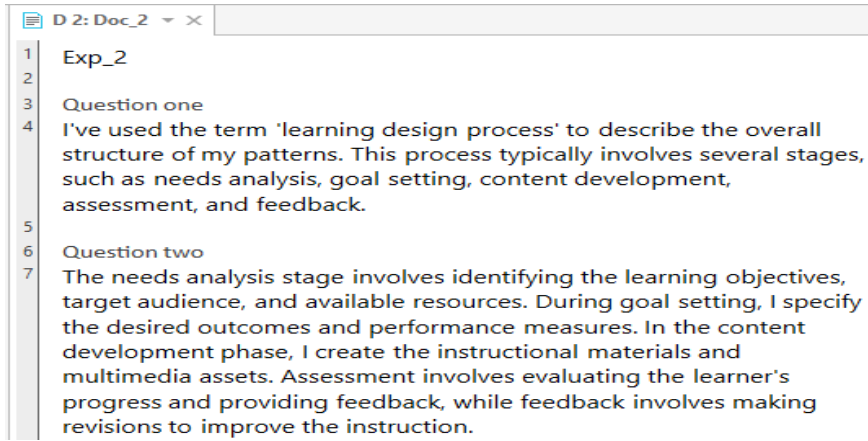 D 2: Doc_2
1 Exp_2
2
3 Question one
4 I've used the term 'learning design process' to describe the overall
structure of my patterns. This process typically involves several stages,
such as needs analysis, goal setting, content development,
assessment, and feedback.
5
6 Question two
7 The needs analysis stage involves identifying the learning objectives,
target audience, and available resources. During goal setting, I specify
the desired outcomes and performance measures. In the content
development phase, I create the instructional materials and
multimedia assets. Assessment involves evaluating the learner's
progress and providing feedback, while feedback involves making
revisions to improve the instruction.